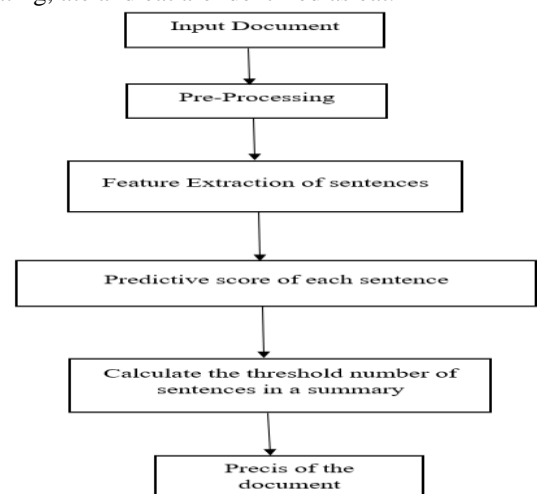 Input Document
Pre-Processing
Feature Extraction of sentences
Predictive score of each sentence
Calculate the threshold number of
sentences in a summary
Precis of the
document